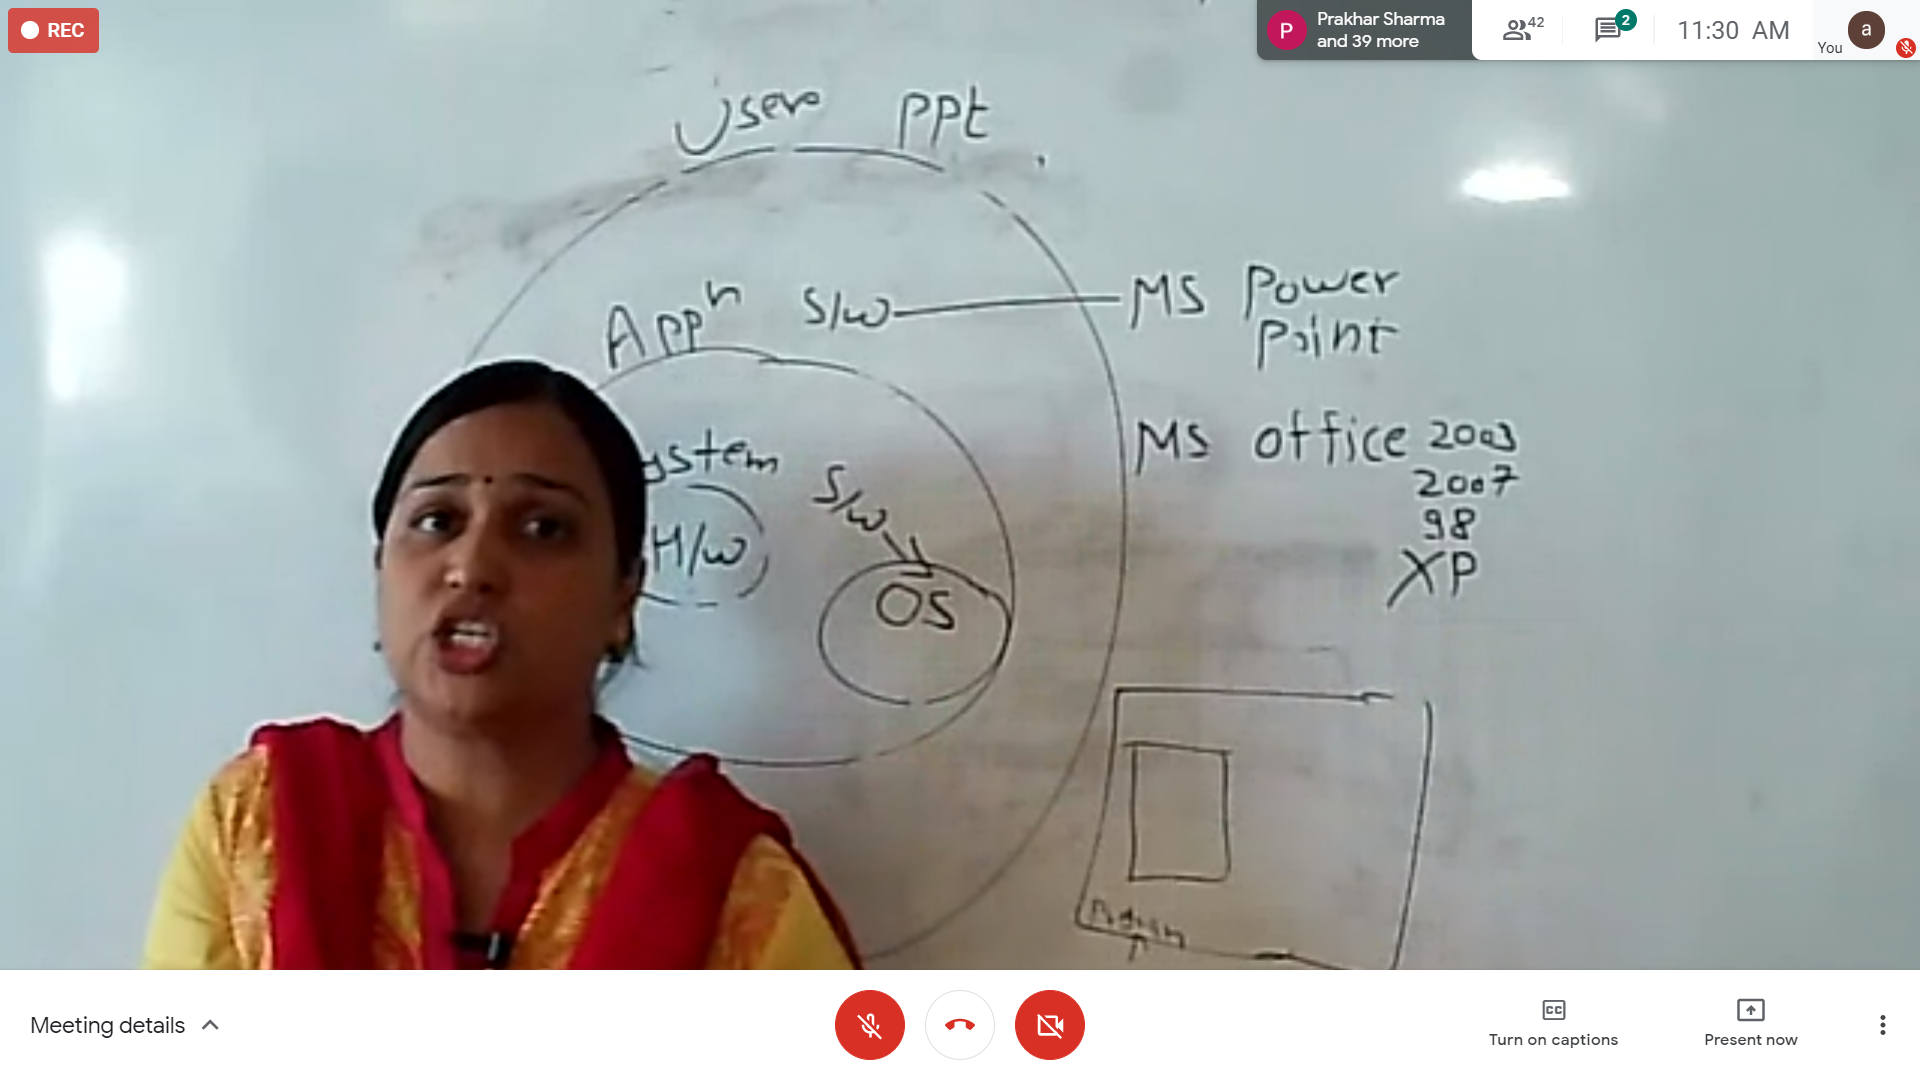 REC
P
Prakhar Sharma
and 39 more
42
2
11:30 AM
You
a
User ppt
Appⁿ S/w
MS Power
Point
MS office 2003
2007
98
XP
ystem S/w
H/w
OS
Meeting details
CC
Turn on captions
Present now